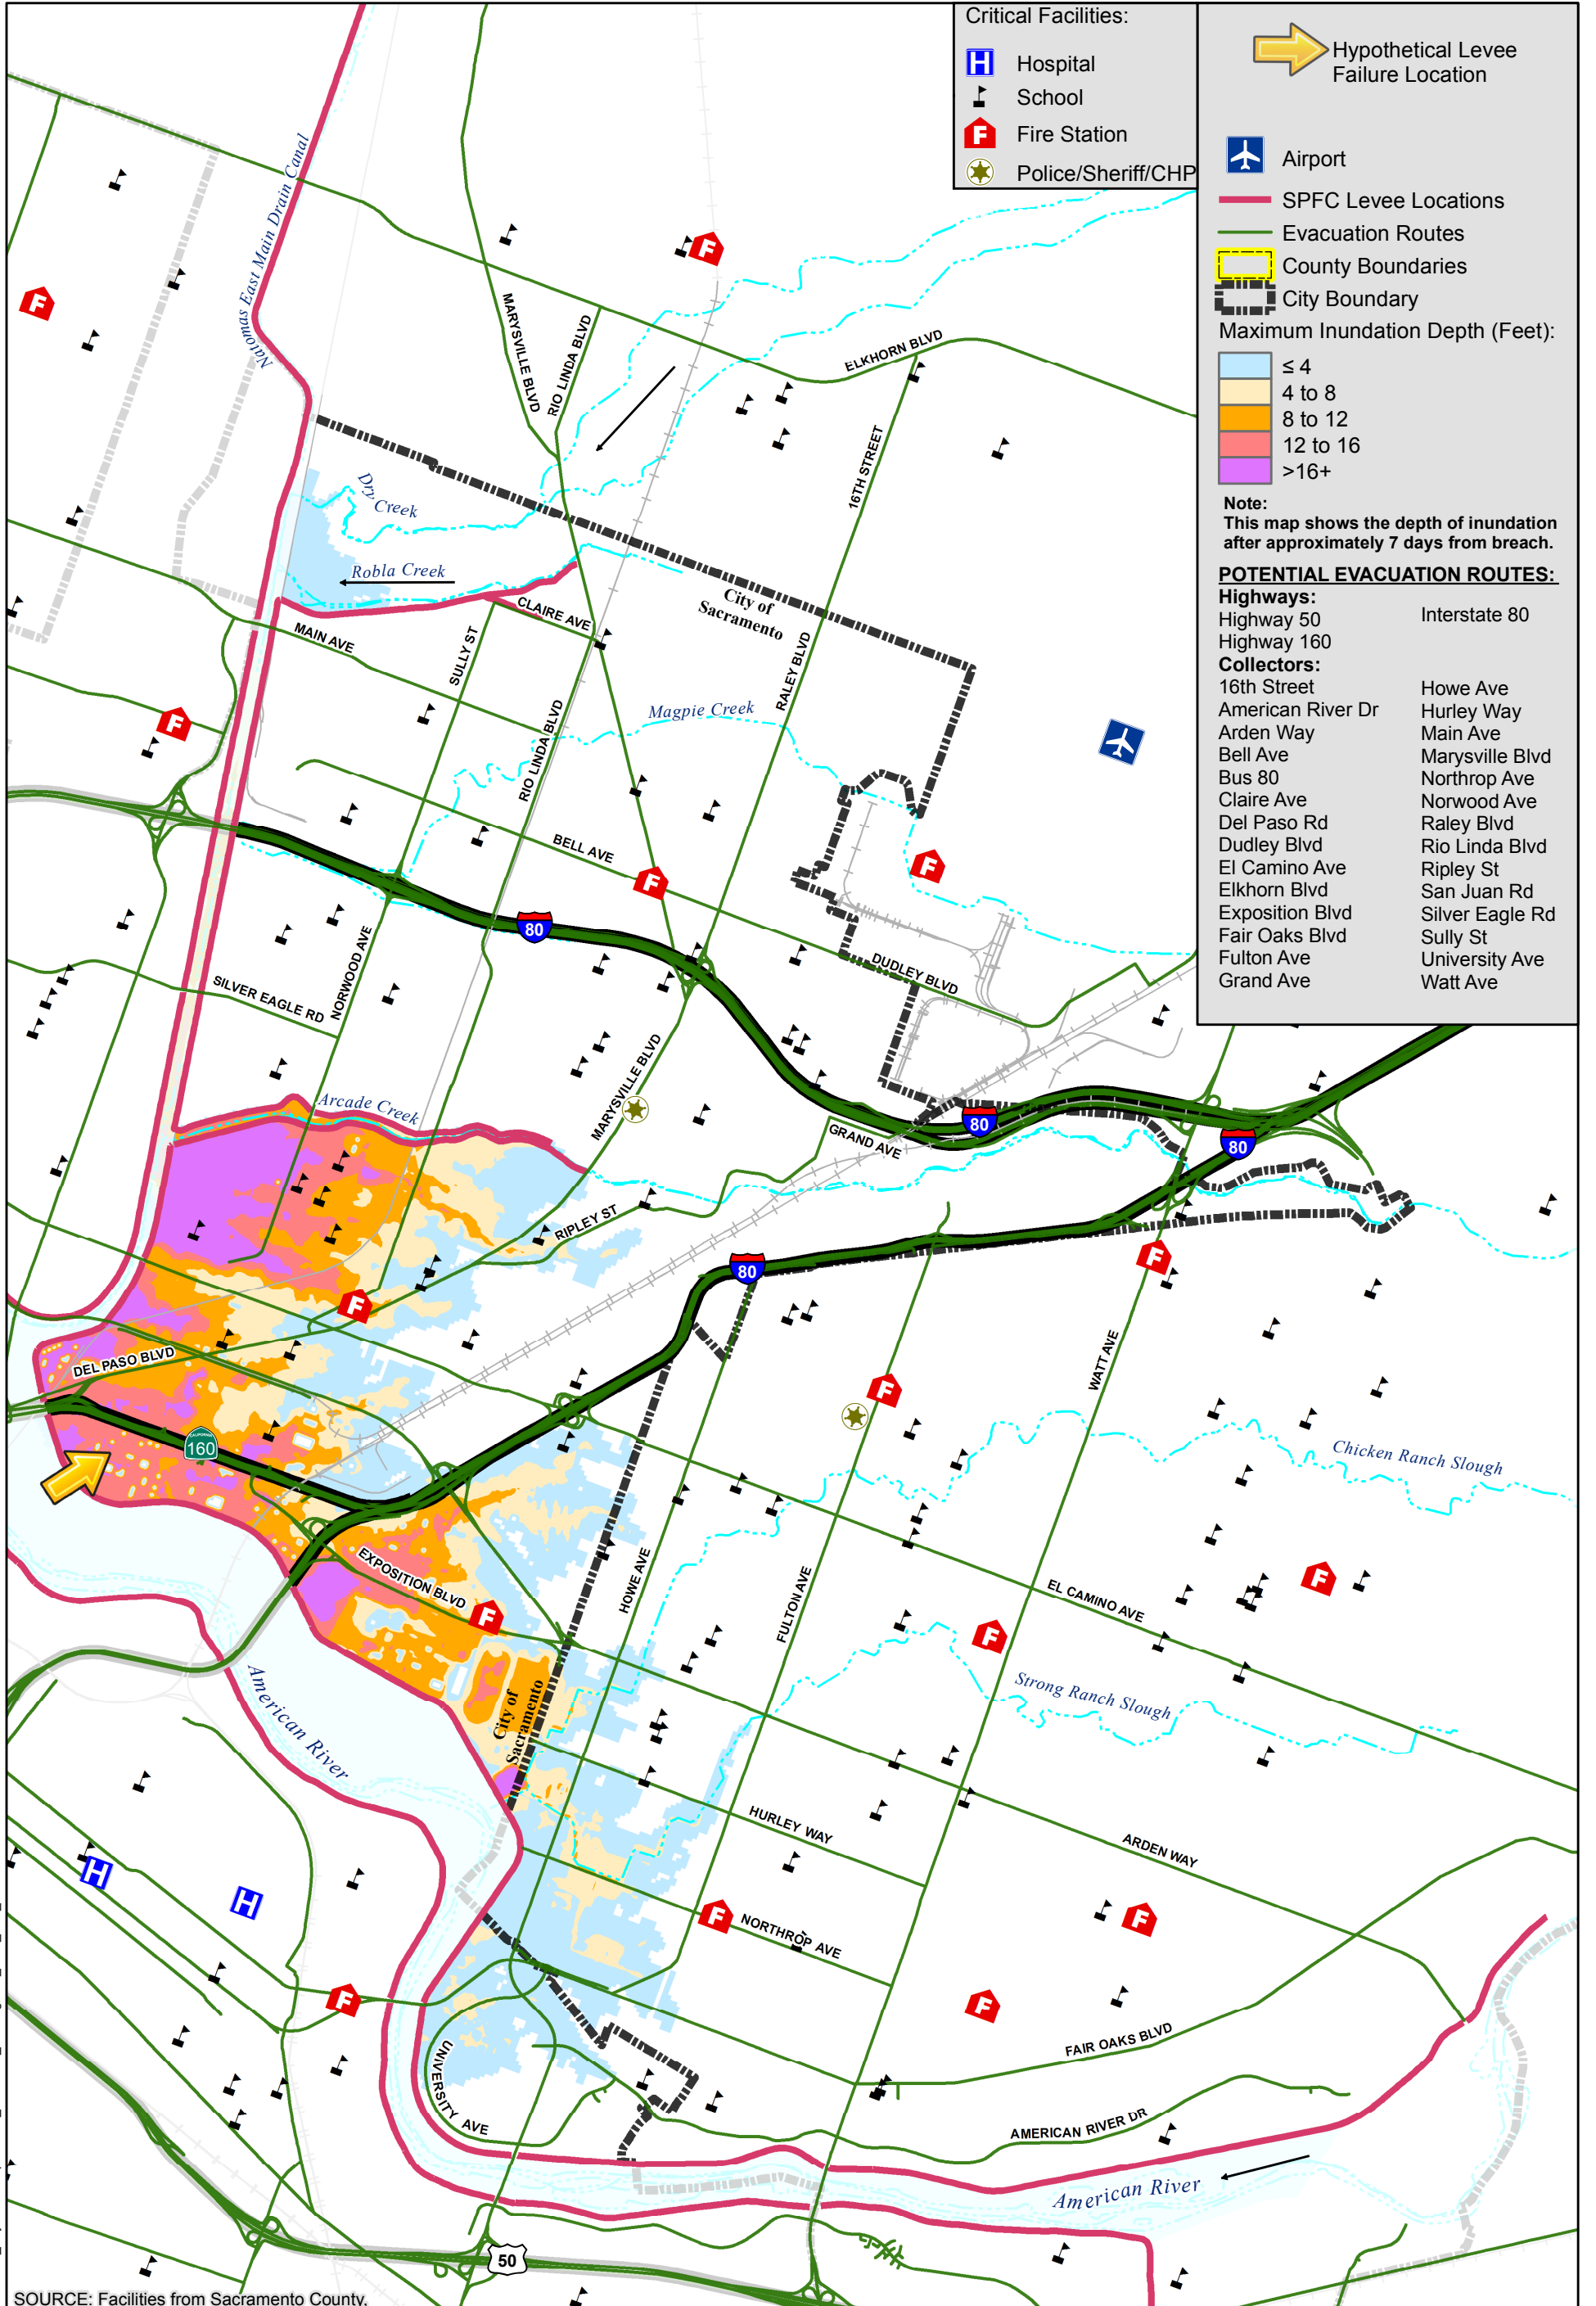 Critical Facilities:
H Hospital
School
F Fire Station
Police/Sheriff/CHP
Hypothetical Levee
Failure Location
Airport
SPFC Levee Locations
Evacuation Routes
County Boundaries
City Boundary
Maximum Inundation Depth (Feet):
≤ 4
4 to 8
8 to 12
12 to 16
>16+
Note:
This map shows the depth of inundation
after approximately 7 days from breach.
POTENTIAL EVACUATION ROUTES:
Highways:
Highway 50
Highway 160
Interstate 80
Collectors:
16th Street
American River Dr
Arden Way
Bell Ave
Bus 80
Claire Ave
Del Paso Rd
Dudley Blvd
El Camino Ave
Elkhorn Blvd
Exposition Blvd
Fair Oaks Blvd
Fulton Ave
Grand Ave
Howe Ave
Hurley Way
Main Ave
Marysville Blvd
Northrop Ave
Norwood Ave
Raley Blvd
Rio Linda Blvd
Ripley St
San Juan Rd
Silver Eagle Rd
Sully St
University Ave
Watt Ave
Natomas East Main Drain Canal
F
F
MARYSVILLE BLVD
RIO LINDA BLVD
ELKHORN BLVD
16TH STREET
Dry
Creek
Robla Creek
City of
Sacramento
CLAIRE AVE
MAIN AVE
SULLY ST
RALEY BLVD
Magpie Creek
F
RIO LINDA BLVD
BELL AVE
F
F
80
NORWOOD AVE
SILVER EAGLE RD
DUDLEY BLVD
MARYSVILLE BLVD
Arcade Creek
80
80
GRAND AVE
RIPLEY ST
80
F
F
DEL PASO BLVD
WATT AVE
F
CALIFORNIA
160
Chicken Ranch Slough
EXPOSITION BLVD
HOWE AVE
FULTON AVE
EL CAMINO AVE
F
F
F
American River
City of
Sacramento
Strong Ranch Slough
HURLEY WAY
ARDEN WAY
H
H
F
NORTHROP AVE
F
F
F
UNIVERSITY AVE
FAIR OAKS BLVD
AMERICAN RIVER DR
American River
50
SOURCE: Facilities from Sacramento County,